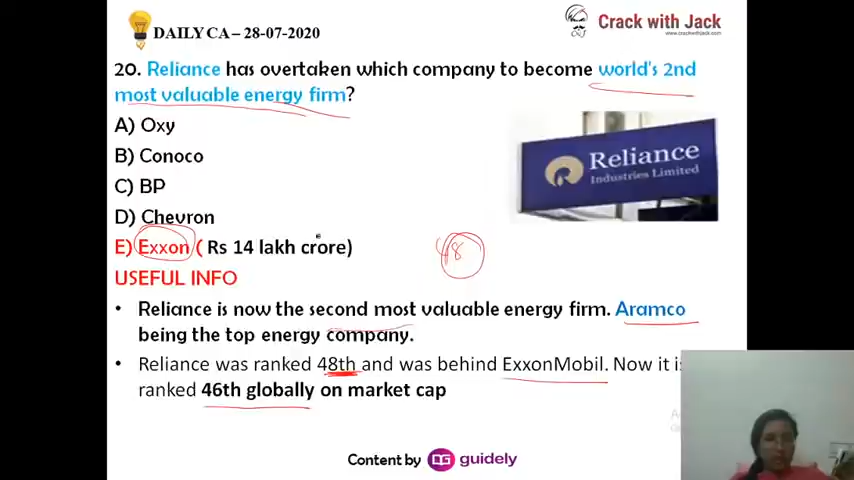 DAILY CA – 28-07-2020
Crack with Jack
www.crackwithjack.com
20. Reliance has overtaken which company to become world's 2nd
most valuable energy firm?
A) Oxy
B) Conoco
C) BP
D) Chevron
E) Exxon ( Rs 14 lakh crore)
Reliance
Industries Limited
48
USEFUL INFO
• Reliance is now the second most valuable energy firm. Aramco
being the top energy company.
• Reliance was ranked 48th and was behind ExxonMobil. Now it is
ranked 46th globally on market cap
Content by guidely